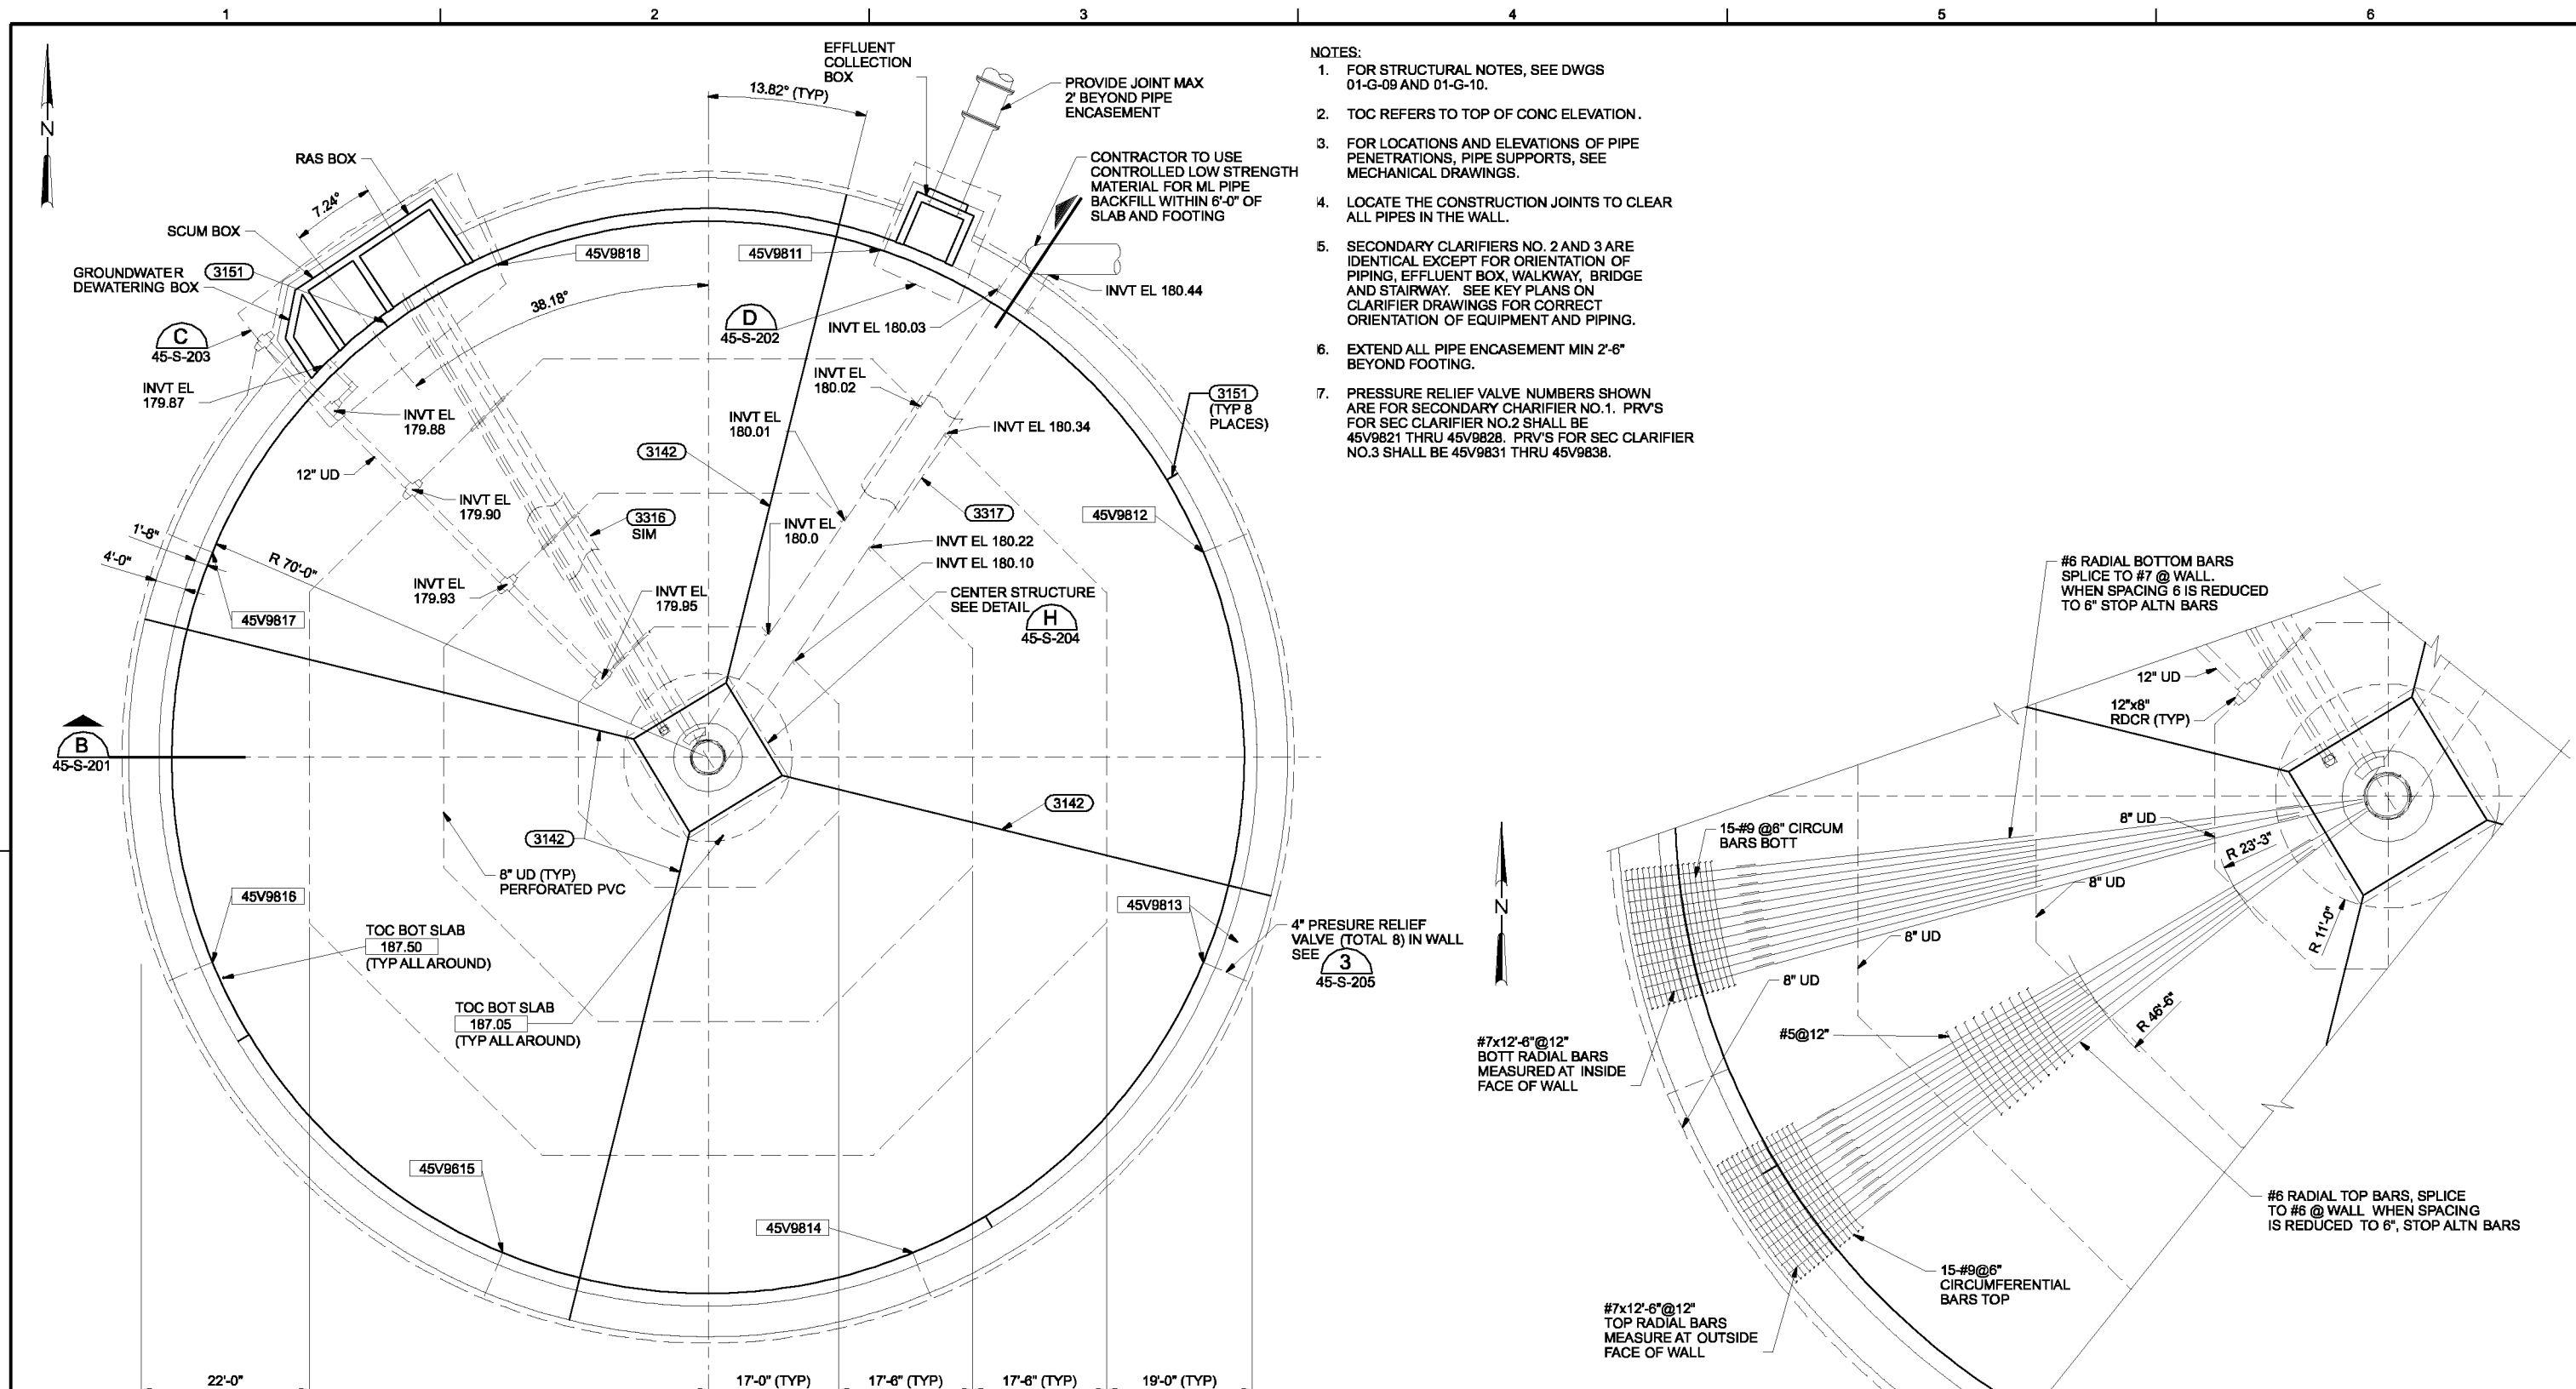 1
2
3
4
5
6
N
EFFLUENT
COLLECTION
BOX
13.82° (TYP)
PROVIDE JOINT MAX
2' BEYOND PIPE
ENCASEMENT
RAS BOX
7.24°
CONTRACTOR TO USE
CONTROLLED LOW STRENGTH
MATERIAL FOR ML PIPE
BACKFILL WITHIN 6'-0" OF
SLAB AND FOOTING
SCUM BOX
3151
GROUNDWATER
DEWATERING BOX
45V9818
45V9811
38.18°
INVT EL 180.44
C
45-S-203
D
45-S-202
INVT EL 180.03
INVT EL
179.87
INVT EL
179.88
INVT EL
180.02
INVT EL
180.01
3151
(TYP 8
PLACES)
INVT EL 180.34
3142
12" UD
INVT EL
179.90
3316
SIM
3317
45V9812
INVT EL
180.0
INVT EL 180.22
INVT EL 180.10
1'-8"
4'-0"
R 70'-0"
INVT EL
179.93
INVT EL
179.95
CENTER STRUCTURE
SEE DETAIL
H
45-S-204
45V9817
B
45-S-201
3142
3142
8" UD (TYP)
PERFORATED PVC
45V9816
45V9813
TOC BOT SLAB
187.50
(TYP ALL AROUND)
4" PRESURE RELIEF
VALVE (TOTAL 8) IN WALL
SEE
3
45-S-205
TOC BOT SLAB
187.05
(TYP ALL AROUND)
45V9615
45V9814
22'-0"
17'-0" (TYP)
17'-6" (TYP)
17'-6" (TYP)
19'-0" (TYP)
NOTES:
1. FOR STRUCTURAL NOTES, SEE DWGS
01-G-09 AND 01-G-10.
2. TOC REFERS TO TOP OF CONC ELEVATION.
3. FOR LOCATIONS AND ELEVATIONS OF PIPE
PENETRATIONS, PIPE SUPPORTS, SEE
MECHANICAL DRAWINGS.
4. LOCATE THE CONSTRUCTION JOINTS TO CLEAR
ALL PIPES IN THE WALL.
5. SECONDARY CLARIFIERS NO. 2 AND 3 ARE
IDENTICAL EXCEPT FOR ORIENTATION OF
PIPING, EFFLUENT BOX, WALKWAY, BRIDGE
AND STAIRWAY. SEE KEY PLANS ON
CLARIFIER DRAWINGS FOR CORRECT
ORIENTATION OF EQUIPMENT AND PIPING.
6. EXTEND ALL PIPE ENCASEMENT MIN 2'-6"
BEYOND FOOTING.
7. PRESSURE RELIEF VALVE NUMBERS SHOWN
ARE FOR SECONDARY CHARIFIER NO.1. PRV'S
FOR SEC CLARIFIER NO.2 SHALL BE
45V9821 THRU 45V9828. PRV'S FOR SEC CLARIFIER
NO.3 SHALL BE 45V9831 THRU 45V9838.
#6 RADIAL BOTTOM BARS
SPLICE TO #7 @ WALL.
WHEN SPACING 6 IS REDUCED
TO 6" STOP ALTN BARS
12" UD
12"x8"
RDCR (TYP)
15-#9 @6" CIRCUM
BARS BOTT
8" UD
R 23'-3"
8" UD
N
R 11'-0"
8" UD
8" UD
R 46'-6"
#5@12"
#7x12'-6"@12"
BOTT RADIAL BARS
MEASURED AT INSIDE
FACE OF WALL
#6 RADIAL TOP BARS, SPLICE
TO #6 @ WALL WHEN SPACING
IS REDUCED TO 6", STOP ALTN BARS
15-#9@6"
CIRCUMFERENTIAL
BARS TOP
#7x12'-6"@12"
TOP RADIAL BARS
MEASURE AT OUTSIDE
FACE OF WALL